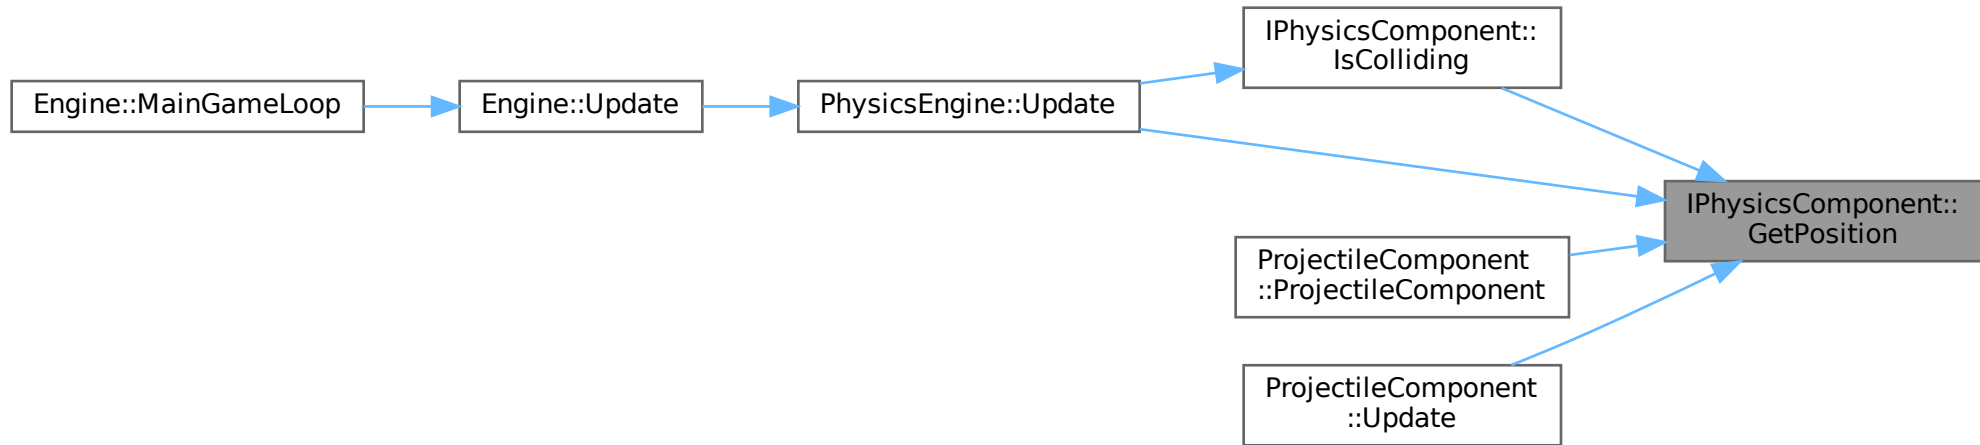 IPhysicsComponent::
IsColliding
Engine::MainGameLoop
Engine::Update
PhysicsEngine::Update
IPhysicsComponent::
GetPosition
ProjectileComponent
::ProjectileComponent
ProjectileComponent
::Update